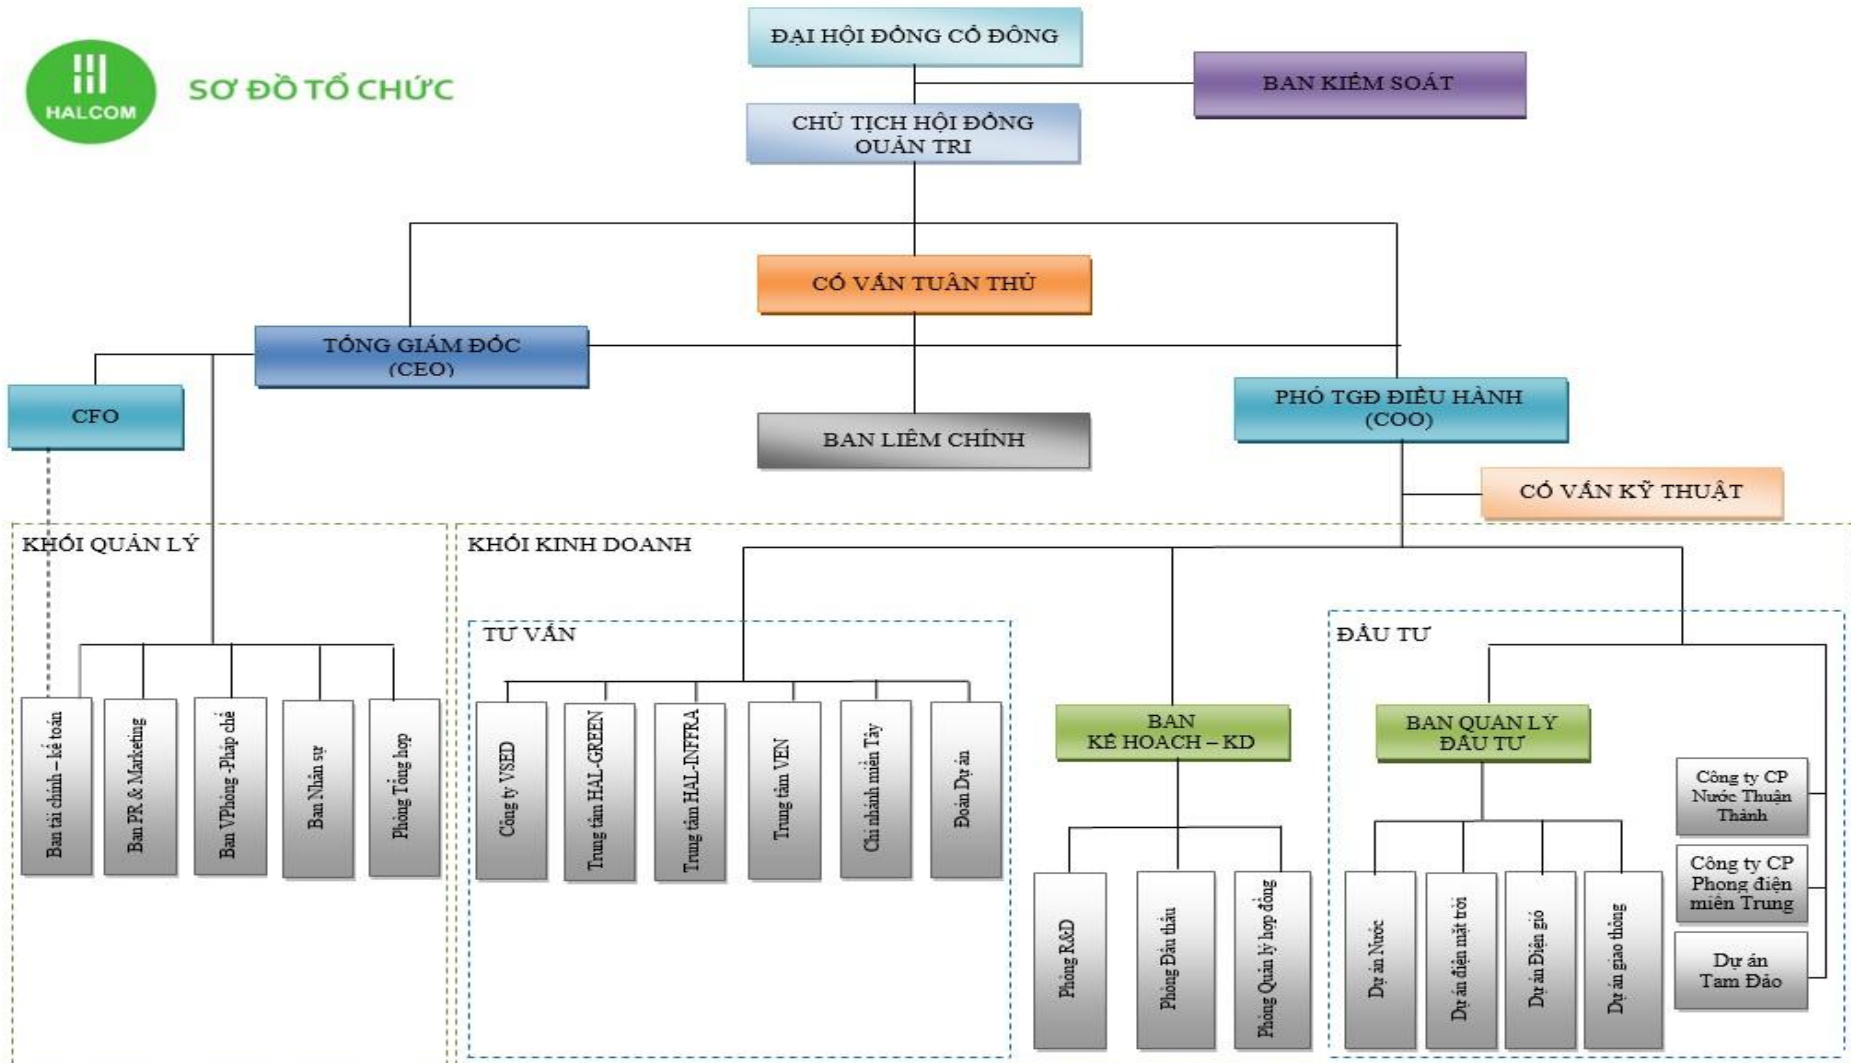 HALCOM
SƠ ĐỒ TỔ CHỨC
ĐẠI HỘI ĐỒNG CỔ ĐÔNG
BAN KIỂM SOÁT
CHỦ TỊCH HỘI ĐỒNG
QUẢN TRỊ
CỐ VẤN TUÂN THỦ
TỔNG GIÁM ĐỐC
(CEO)
CFO
PHÓ TGĐ ĐIỀU HÀNH
(COO)
BAN LIÊM CHÍNH
CỐ VẤN KỸ THUẬT
KHỐI QUẢN LÝ
KHỐI KINH DOANH
TƯ VẤN
ĐẦU TƯ
Ban tài chính – kế toán
Ban PR & Marketing
Ban VPhòng -Pháp chế
Ban Nhân sự
Phòng Tổng hợp
Công ty VSED
Trung tâm HAL-GREEN
Trung tâm HAL-INFFRA
Trung tâm VEN
Chi nhánh miền Tây
Đoàn Dự án
BAN
KẾ HOẠCH – KD
Phòng R&D
Phòng Đấu thầu
Phòng Quản lý hợp đồng
BAN QUẢN LÝ
ĐẦU TƯ
Dự án Nước
Dự án điện mặt trời
Dự án Điện gió
Dự án giao thông
Công ty CP
Nước Thuận
Thành
Công ty CP
Phong điện
miền Trung
Dự án
Tam Đảo